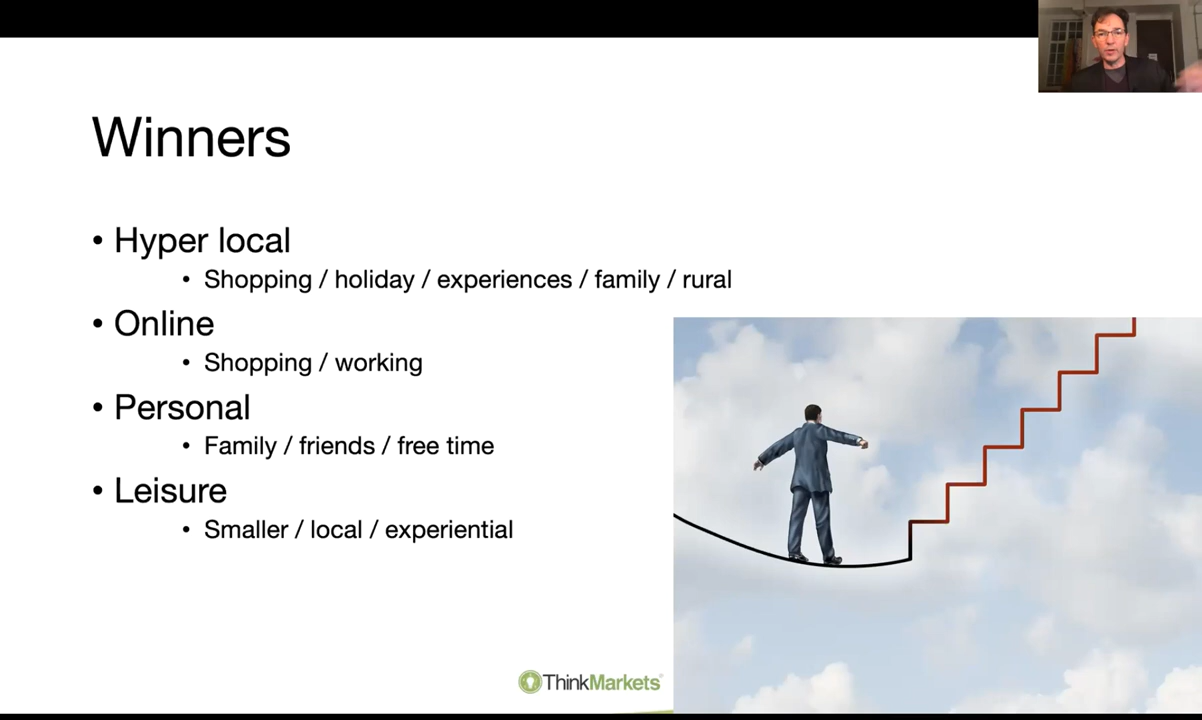 Winners
• Hyper local
• Shopping / holiday / experiences / family / rural
• Online
• Shopping / working
• Personal
• Family / friends / free time
• Leisure
• Smaller / local / experiential
ThinkMarkets